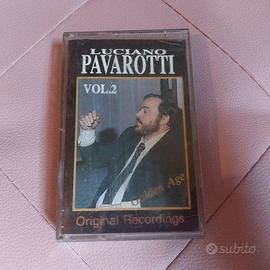 LUCIANO
PAVAROTTI
VOL.2
Golden Age
Original Recordings
subito